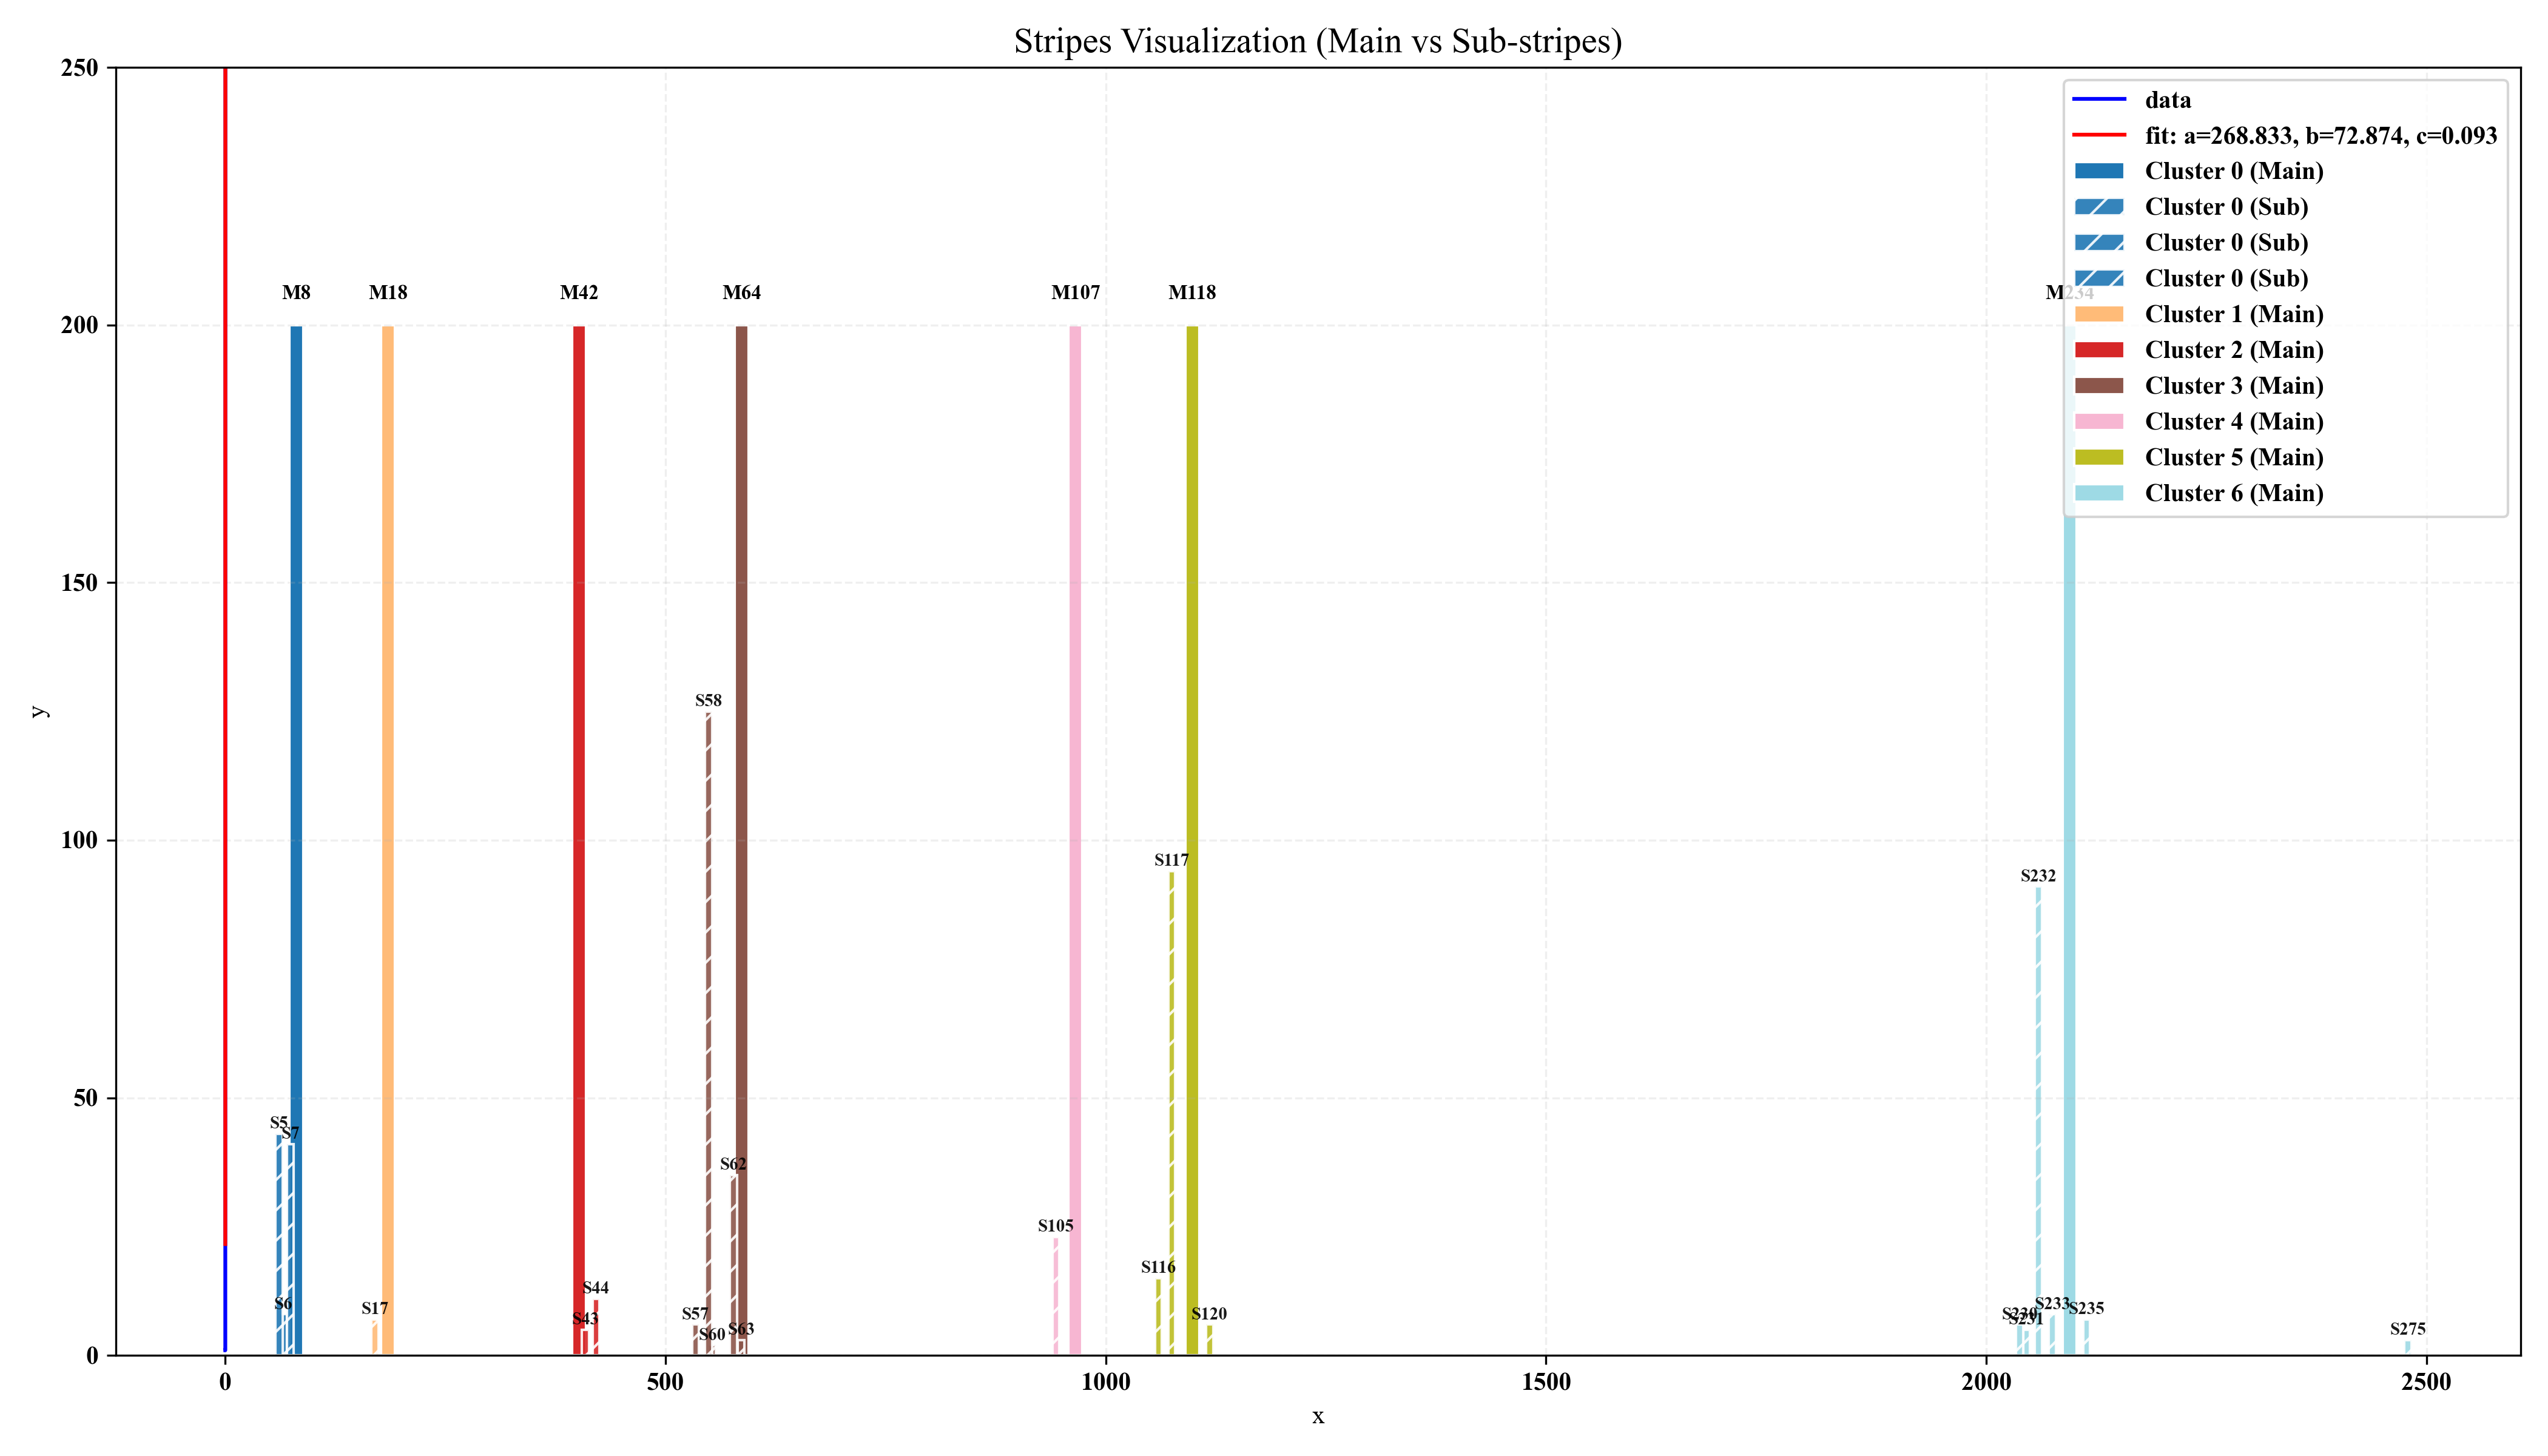 Stripes Visualization (Main vs Sub-stripes)
250
200
150
100
50
0
y
data
fit: a=268.833, b=72.874, c=0.093
Cluster 0 (Main)
Cluster 0 (Sub)
Cluster 0 (Sub)
Cluster 0 (Sub)
Cluster 1 (Main)
Cluster 2 (Main)
Cluster 3 (Main)
Cluster 4 (Main)
Cluster 5 (Main)
Cluster 6 (Main)
M8
M18
M42
M64
M107
M118
M234
S58
S117
S232
S5
S7
S62
S105
S116
S44
S6
S17
S43
S57
S60
S63
S120
S231
S233
S235
S275
0
500
1000
1500
2000
2500
x